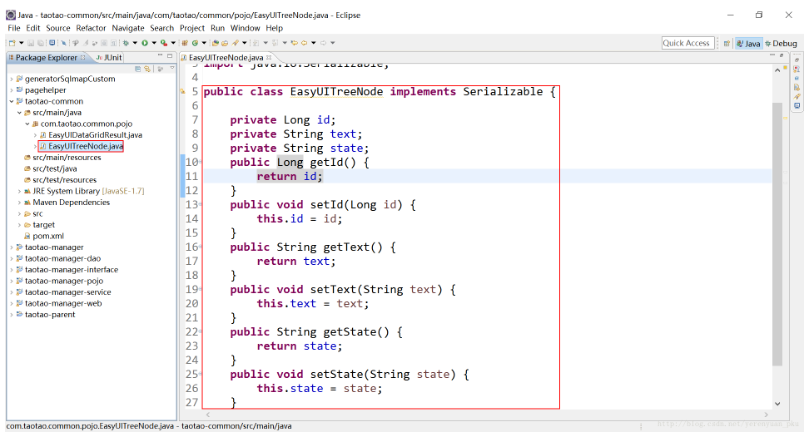 Java - taotao-common/src/main/java/com/taotao/common/pojo/EasyUITreeNode.java - Eclipse
File Edit Source Refactor Navigate Search Project Run Window Help
Quick Access Java Debug
Package Explorer JUnit
generatorSqlmapCustom
pagehelper
taotao-common
src/main/java
com.taotao.common.pojo
EasyUIDataGridResult.java
EasyUITreeNode.java
src/main/resources
src/test/java
src/test/resources
JRE System Library [JavaSE-1.7]
Maven Dependencies
src
target
pom.xml
taotao-manager
taotao-manager-dao
taotao-manager-interface
taotao-manager-pojo
taotao-manager-service
taotao-manager-web
taotao-parent
EasyUITreeNode.java
3 import java.io.Serializable;
4
5 public class EasyUITreeNode implements Serializable {
6
7 private Long id;
8 private String text;
9 private String state;
10 public Long getId() {
11 return id;
12 }
13 public void setId(Long id) {
14 this.id = id;
15 }
16 public String getText() {
17 return text;
18 }
19 public void setText(String text) {
20 this.text = text;
21 }
22 public String getState() {
23 return state;
24 }
25 public void setState(String state) {
26 this.state = state;
27 }
com.taotao.common.pojo.EasyUITreeNode.java - taotao-common/src/main/java